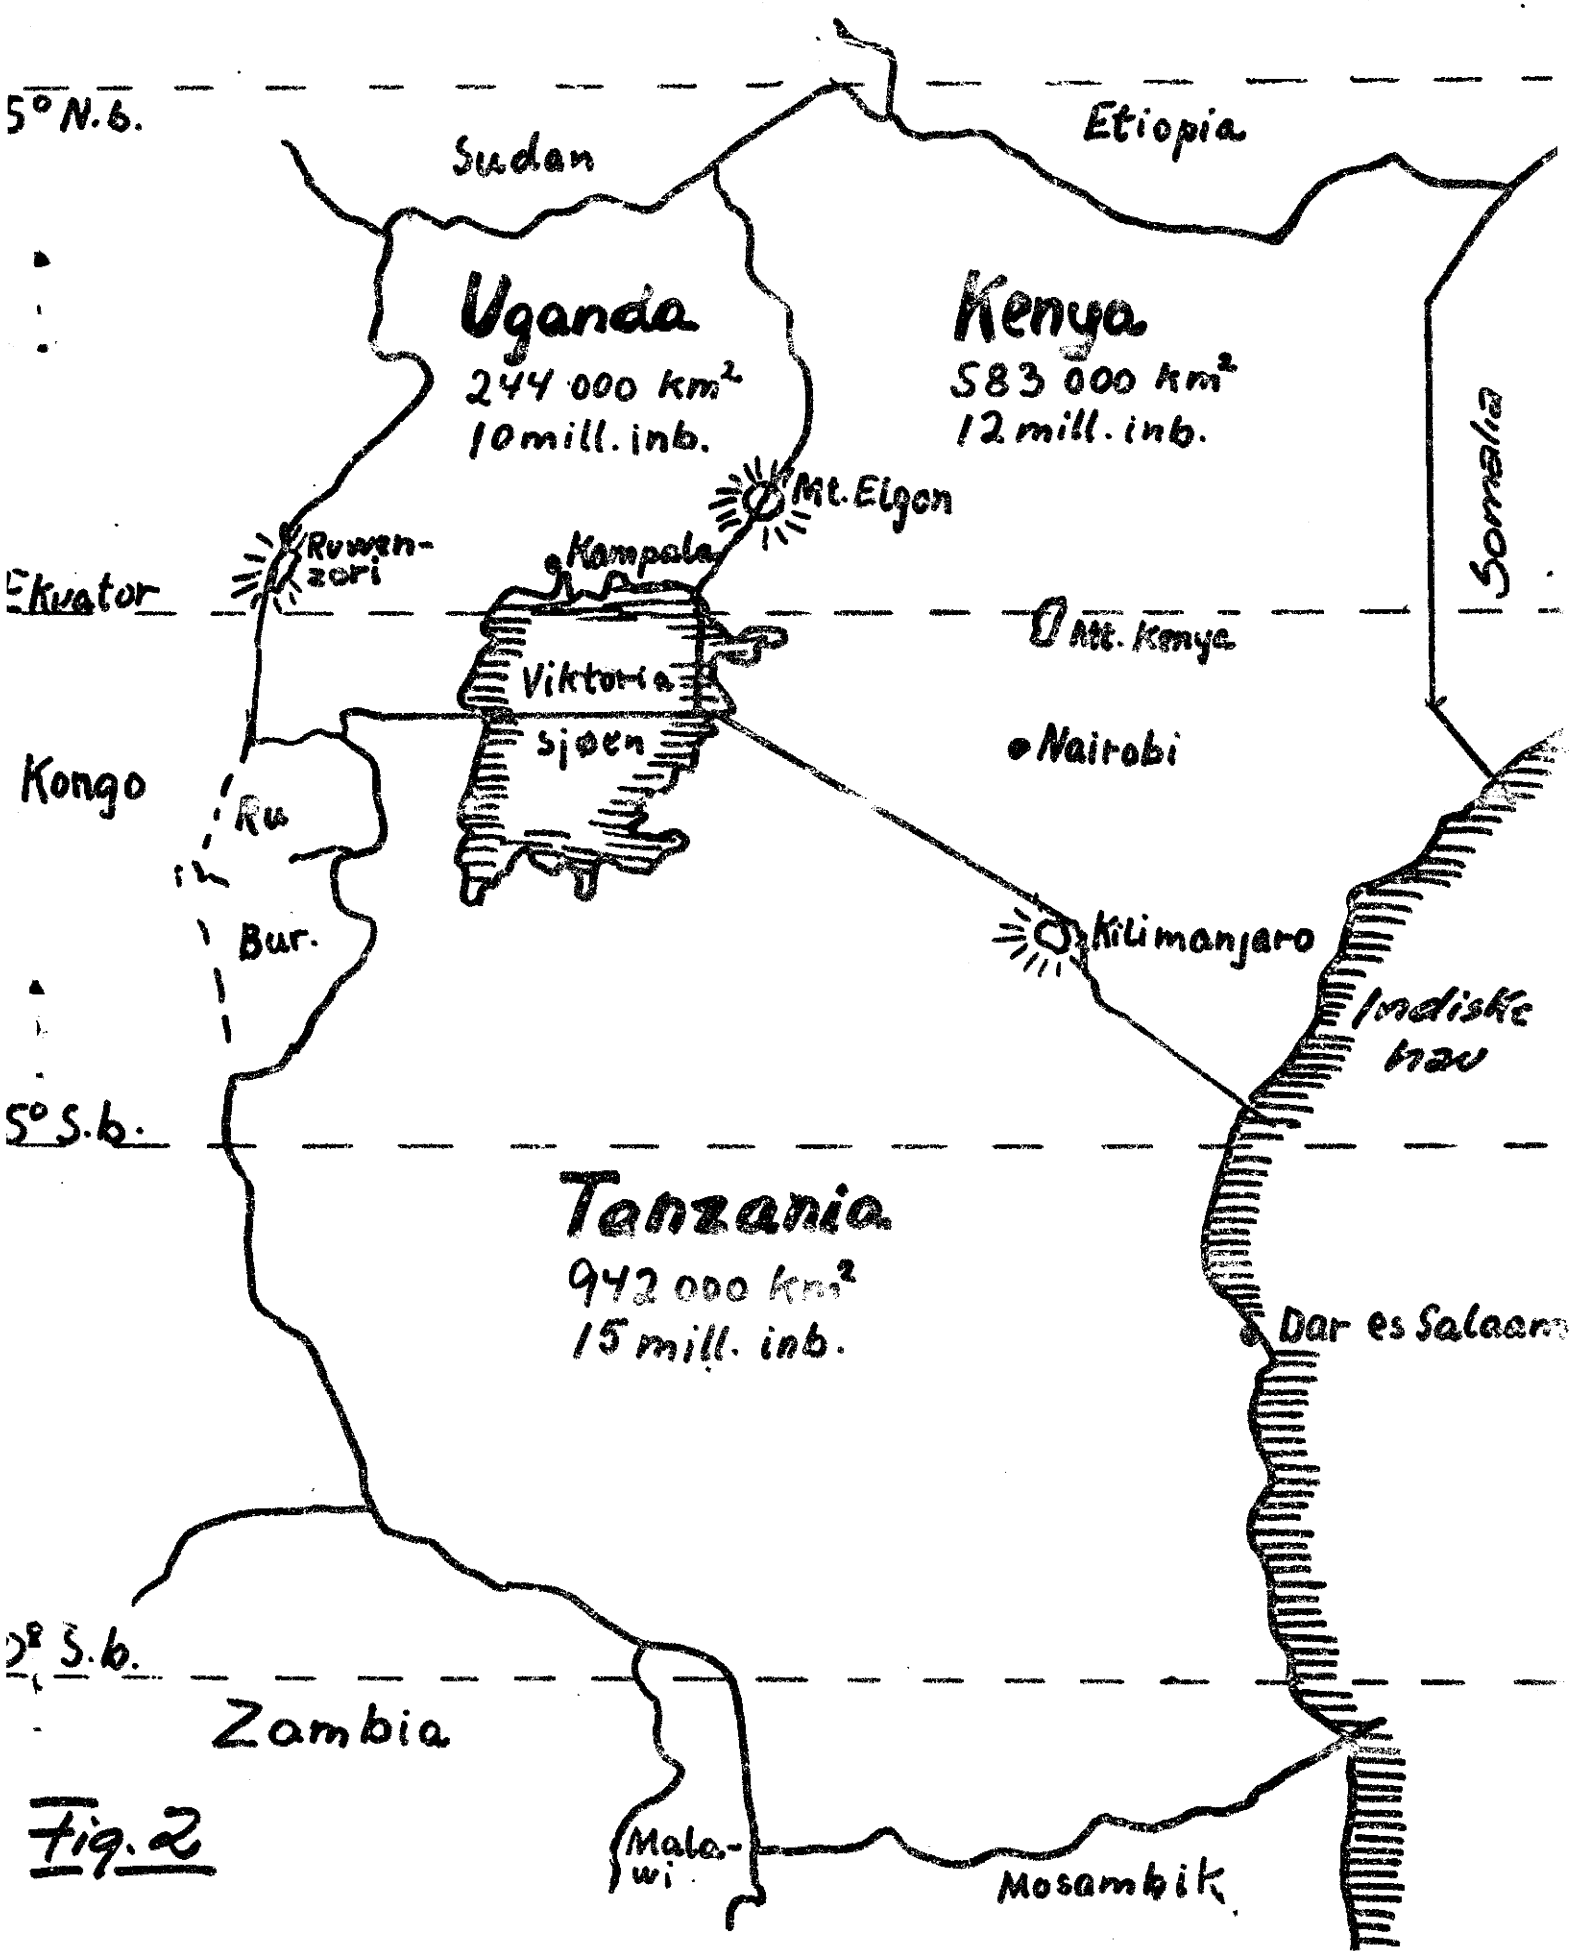 5° N.b.
Sudan
Etiopia
Uganda
244 000 km²
10 mill. inb.
Kenya
583 000 km²
12 mill. inb.
Somalia
Mt. Elgon
Ruwen-
zori
Kampala
Ekvator
Mt. Kenya
Viktoria
sjøen
Nairobi
Kongo
Ru
Bur.
Kilimanjaro
Indiske
hav
5° S.b.
Tanzania
942 000 km²
15 mill. inb.
Dar es Salaam
0° S.b.
Zambia
Fig. 2
Mala-
wi
Mosambik